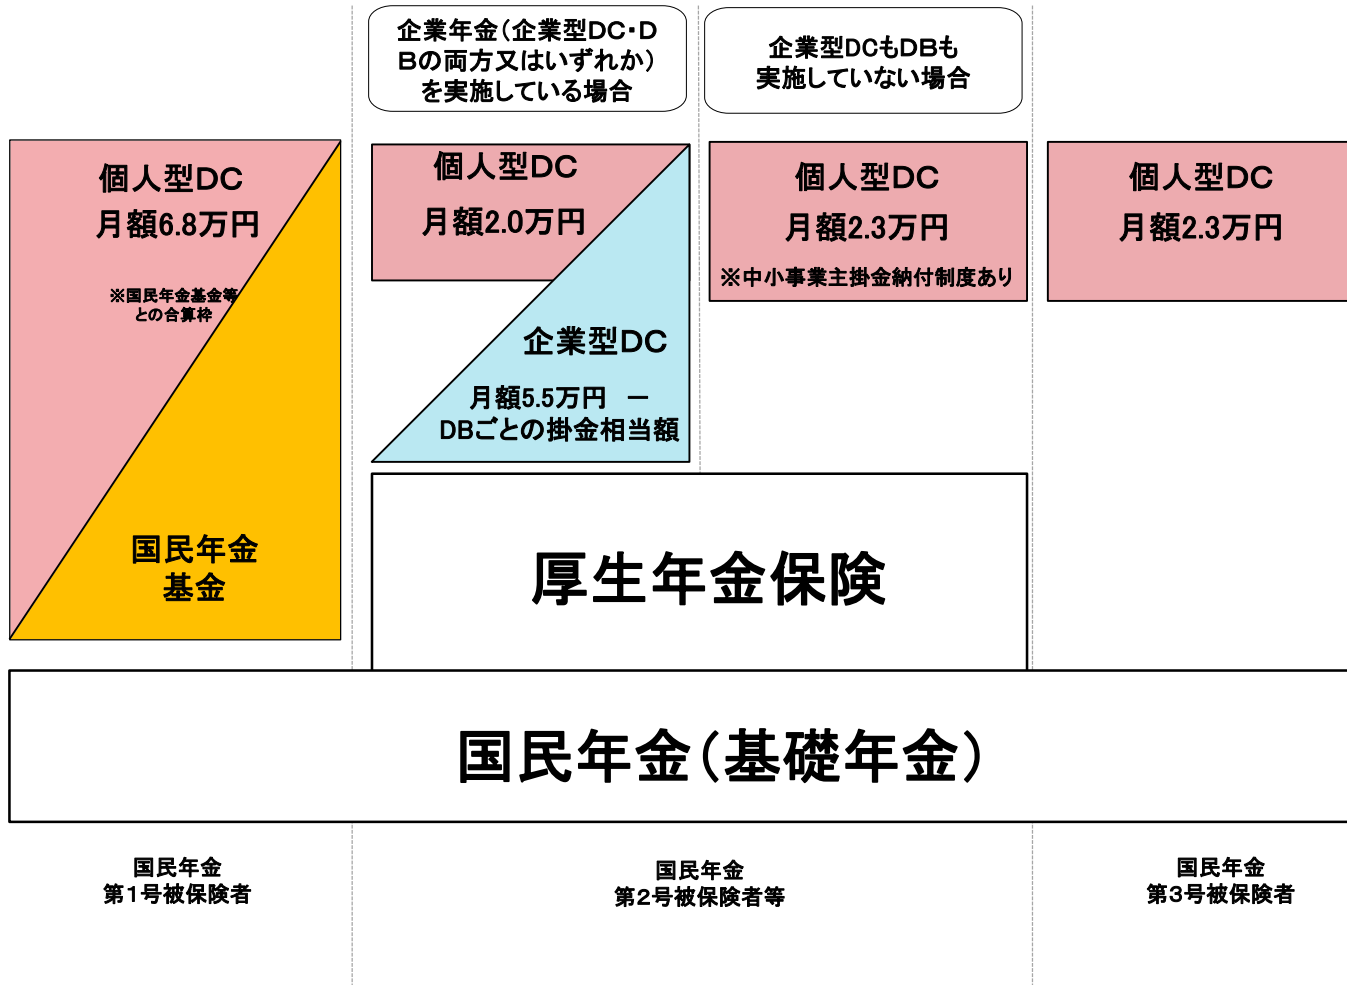 企業年金（企業型DC・D
Bの両方又はいずれか）
を実施している場合
企業型DCもDBも
実施していない場合
個人型DC
月額6.8万円
※国民年金基金等
との合算枠
国民年金
基金
個人型DC
月額2.0万円
企業型DC
月額5.5万円　－
DBごとの掛金相当額
個人型DC
月額2.3万円
※中小事業主掛金納付制度あり
個人型DC
月額2.3万円
厚生年金保険
国民年金（基礎年金）
国民年金
第1号被保険者
国民年金
第2号被保険者等
国民年金
第3号被保険者